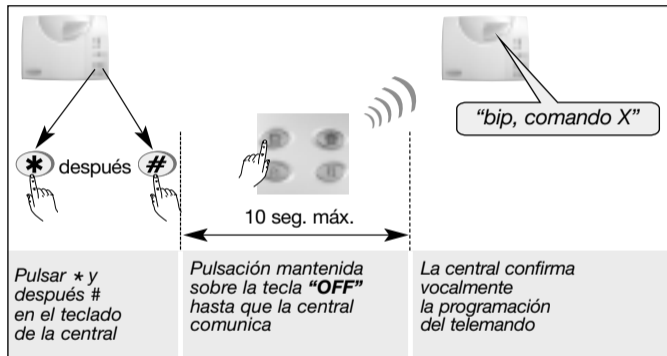 “bip, comando X”
* después #
10 seg. máx.
Pulsar * y
después #
en el teclado
de la central
Pulsación mantenida
sobre la tecla “OFF”
hasta que la central
comunica
La central confirma
vocalmente
la programación
del telemando